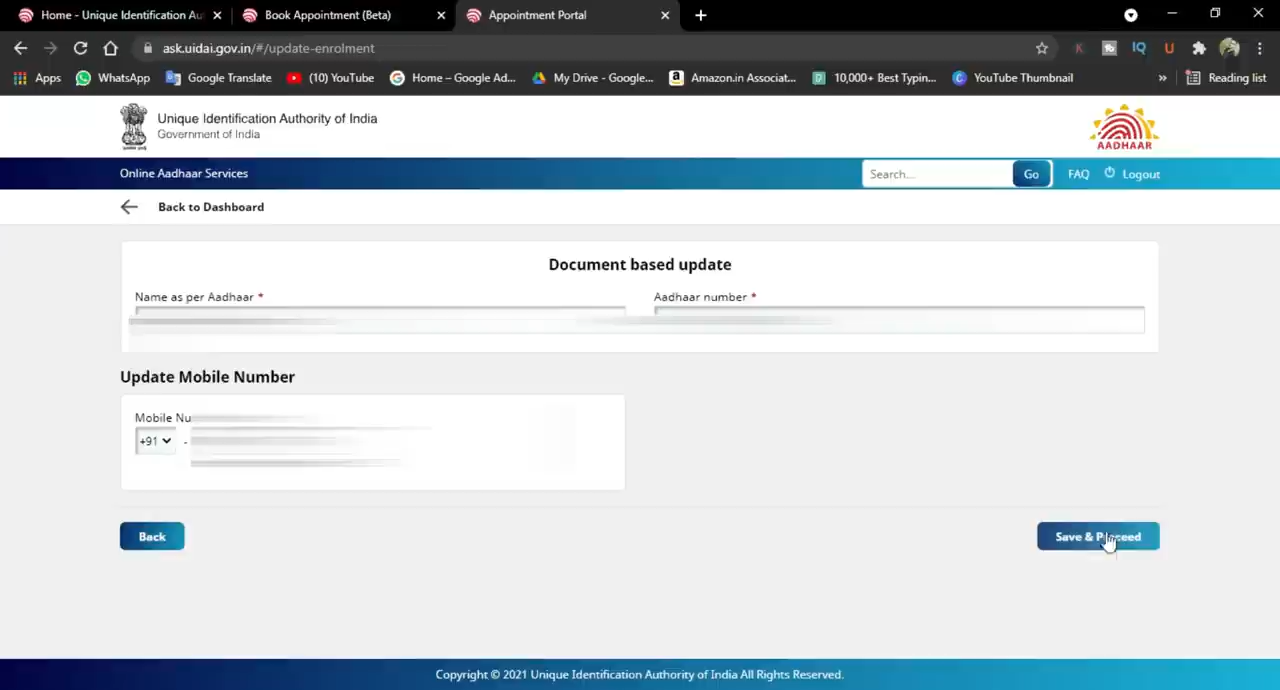 Home - Unique Identification Au
Book Appointment (Beta)
Appointment Portal
ask.uidai.gov.in/#/update-enrolment
Apps
WhatsApp
Google Translate
(10) YouTube
Home – Google Ad...
My Drive - Google...
Amazon.in Associat...
10,000+ Best Typin...
YouTube Thumbnail
»
Reading list
Unique Identification Authority of India
Government of India
AADHAAR
Online Aadhaar Services
Search...
Go
FAQ
Logout
Back to Dashboard
Document based update
Name as per Aadhaar *
Aadhaar number *
Update Mobile Number
Mobile Nu
+91
-
Back
Save & Proceed
Copyright © 2021 Unique Identification Authority of India All Rights Reserved.